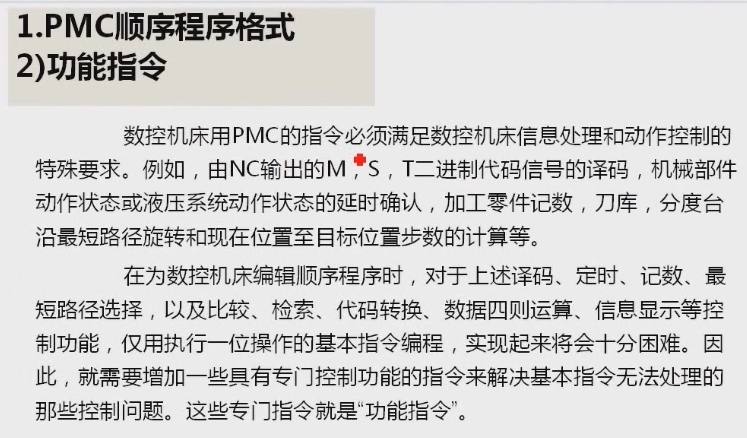 1.PMC顺序程序格式
2)功能指令
数控机床用PMC的指令必须满足数控机床信息处理和动作控制的
特殊要求。例如，由NC输出的M，S，T二进制代码信号的译码，机械部件
动作状态或液压系统动作状态的延时确认，加工零件记数，刀库，分度台
沿最短路径旋转和现在位置至目标位置步数的计算等。
在为数控机床编辑顺序程序时，对于上述译码、定时、记数、最
短路径选择，以及比较、检索、代码转换、数据四则运算、信息显示等控
制功能，仅用执行一位操作的基本指令编程，实现起来将会十分困难。因
此，就需要增加一些具有专门控制功能的指令来解决基本指令无法处理的
那些控制问题。这些专门指令就是“功能指令”。